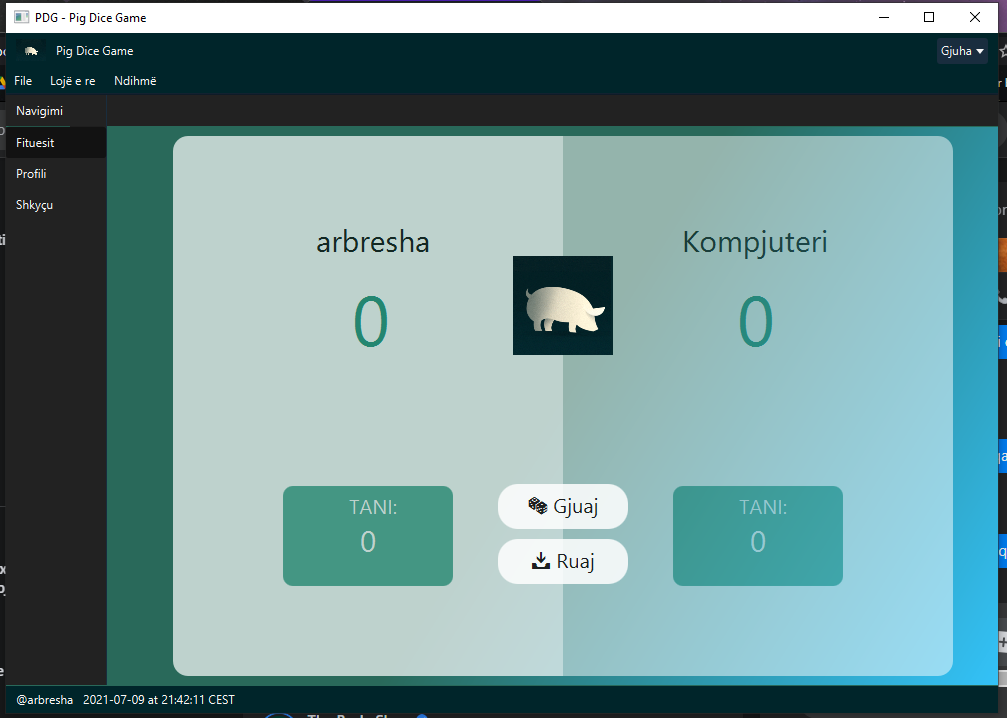 PDG - Pig Dice Game
Pig Dice Game
Gjuha
File Lojë e re Ndihmë
Navigimi
Fituesit
Profili
Shkyçu
arbresha
Kompjuteri
0
0
TANI:
0
Gjuaj
Ruaj
TANI:
0
@arbresha 2021-07-09 at 21:42:11 CEST